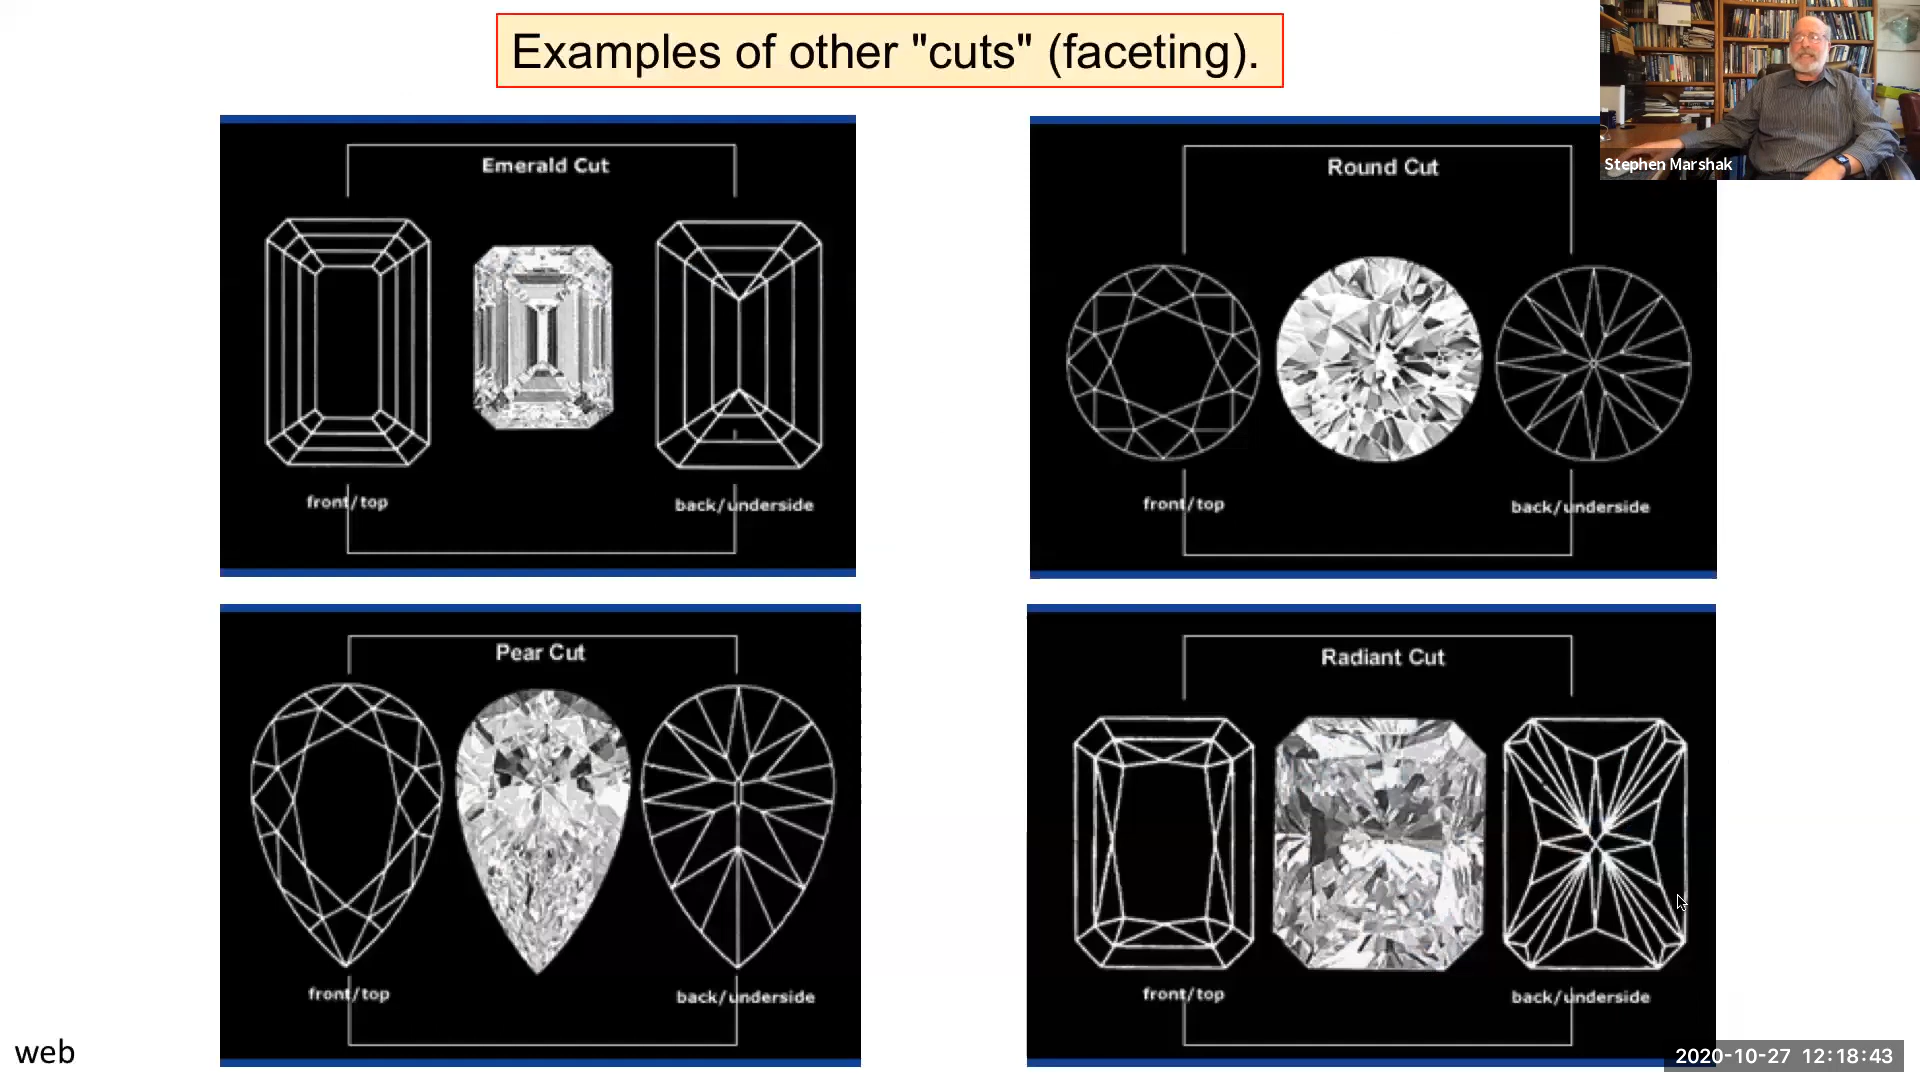 Examples of other "cuts" (faceting).
Stephen Marshak
Emerald Cut
front/top
back/underside
Round Cut
front/top
back/underside
Pear Cut
front/top
back/underside
Radiant Cut
front/top
back/underside
web
2020-10-27 12:18:43